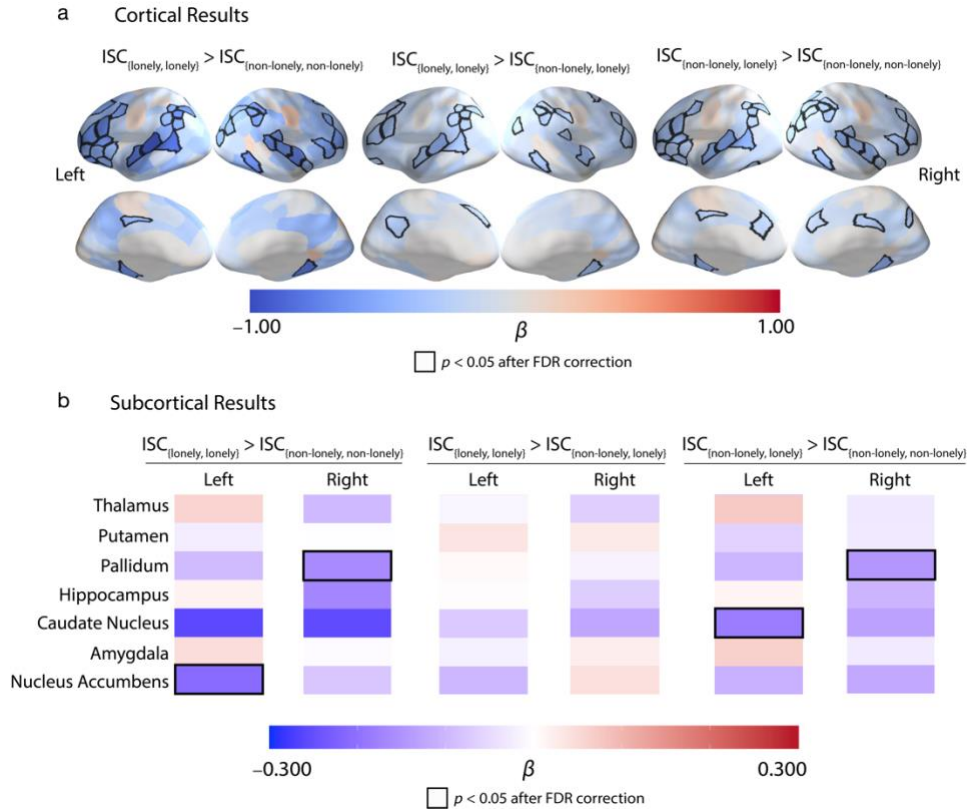 a Cortical Results
ISC{lonely, lonely} > ISC{non-lonely, non-lonely}
ISC{lonely, lonely} > ISC{non-lonely, lonely}
ISC{non-lonely, lonely} > ISC{non-lonely, non-lonely}
Left
Right
−1.00
β
1.00
p < 0.05 after FDR correction
b Subcortical Results
ISC{lonely, lonely} > ISC{non-lonely, non-lonely}
ISC{lonely, lonely} > ISC{non-lonely, lonely}
ISC{non-lonely, lonely} > ISC{non-lonely, non-lonely}
Left Right Left Right Left Right
Thalamus
Putamen
Pallidum
Hippocampus
Caudate Nucleus
Amygdala
Nucleus Accumbens
−0.300
β
0.300
p < 0.05 after FDR correction